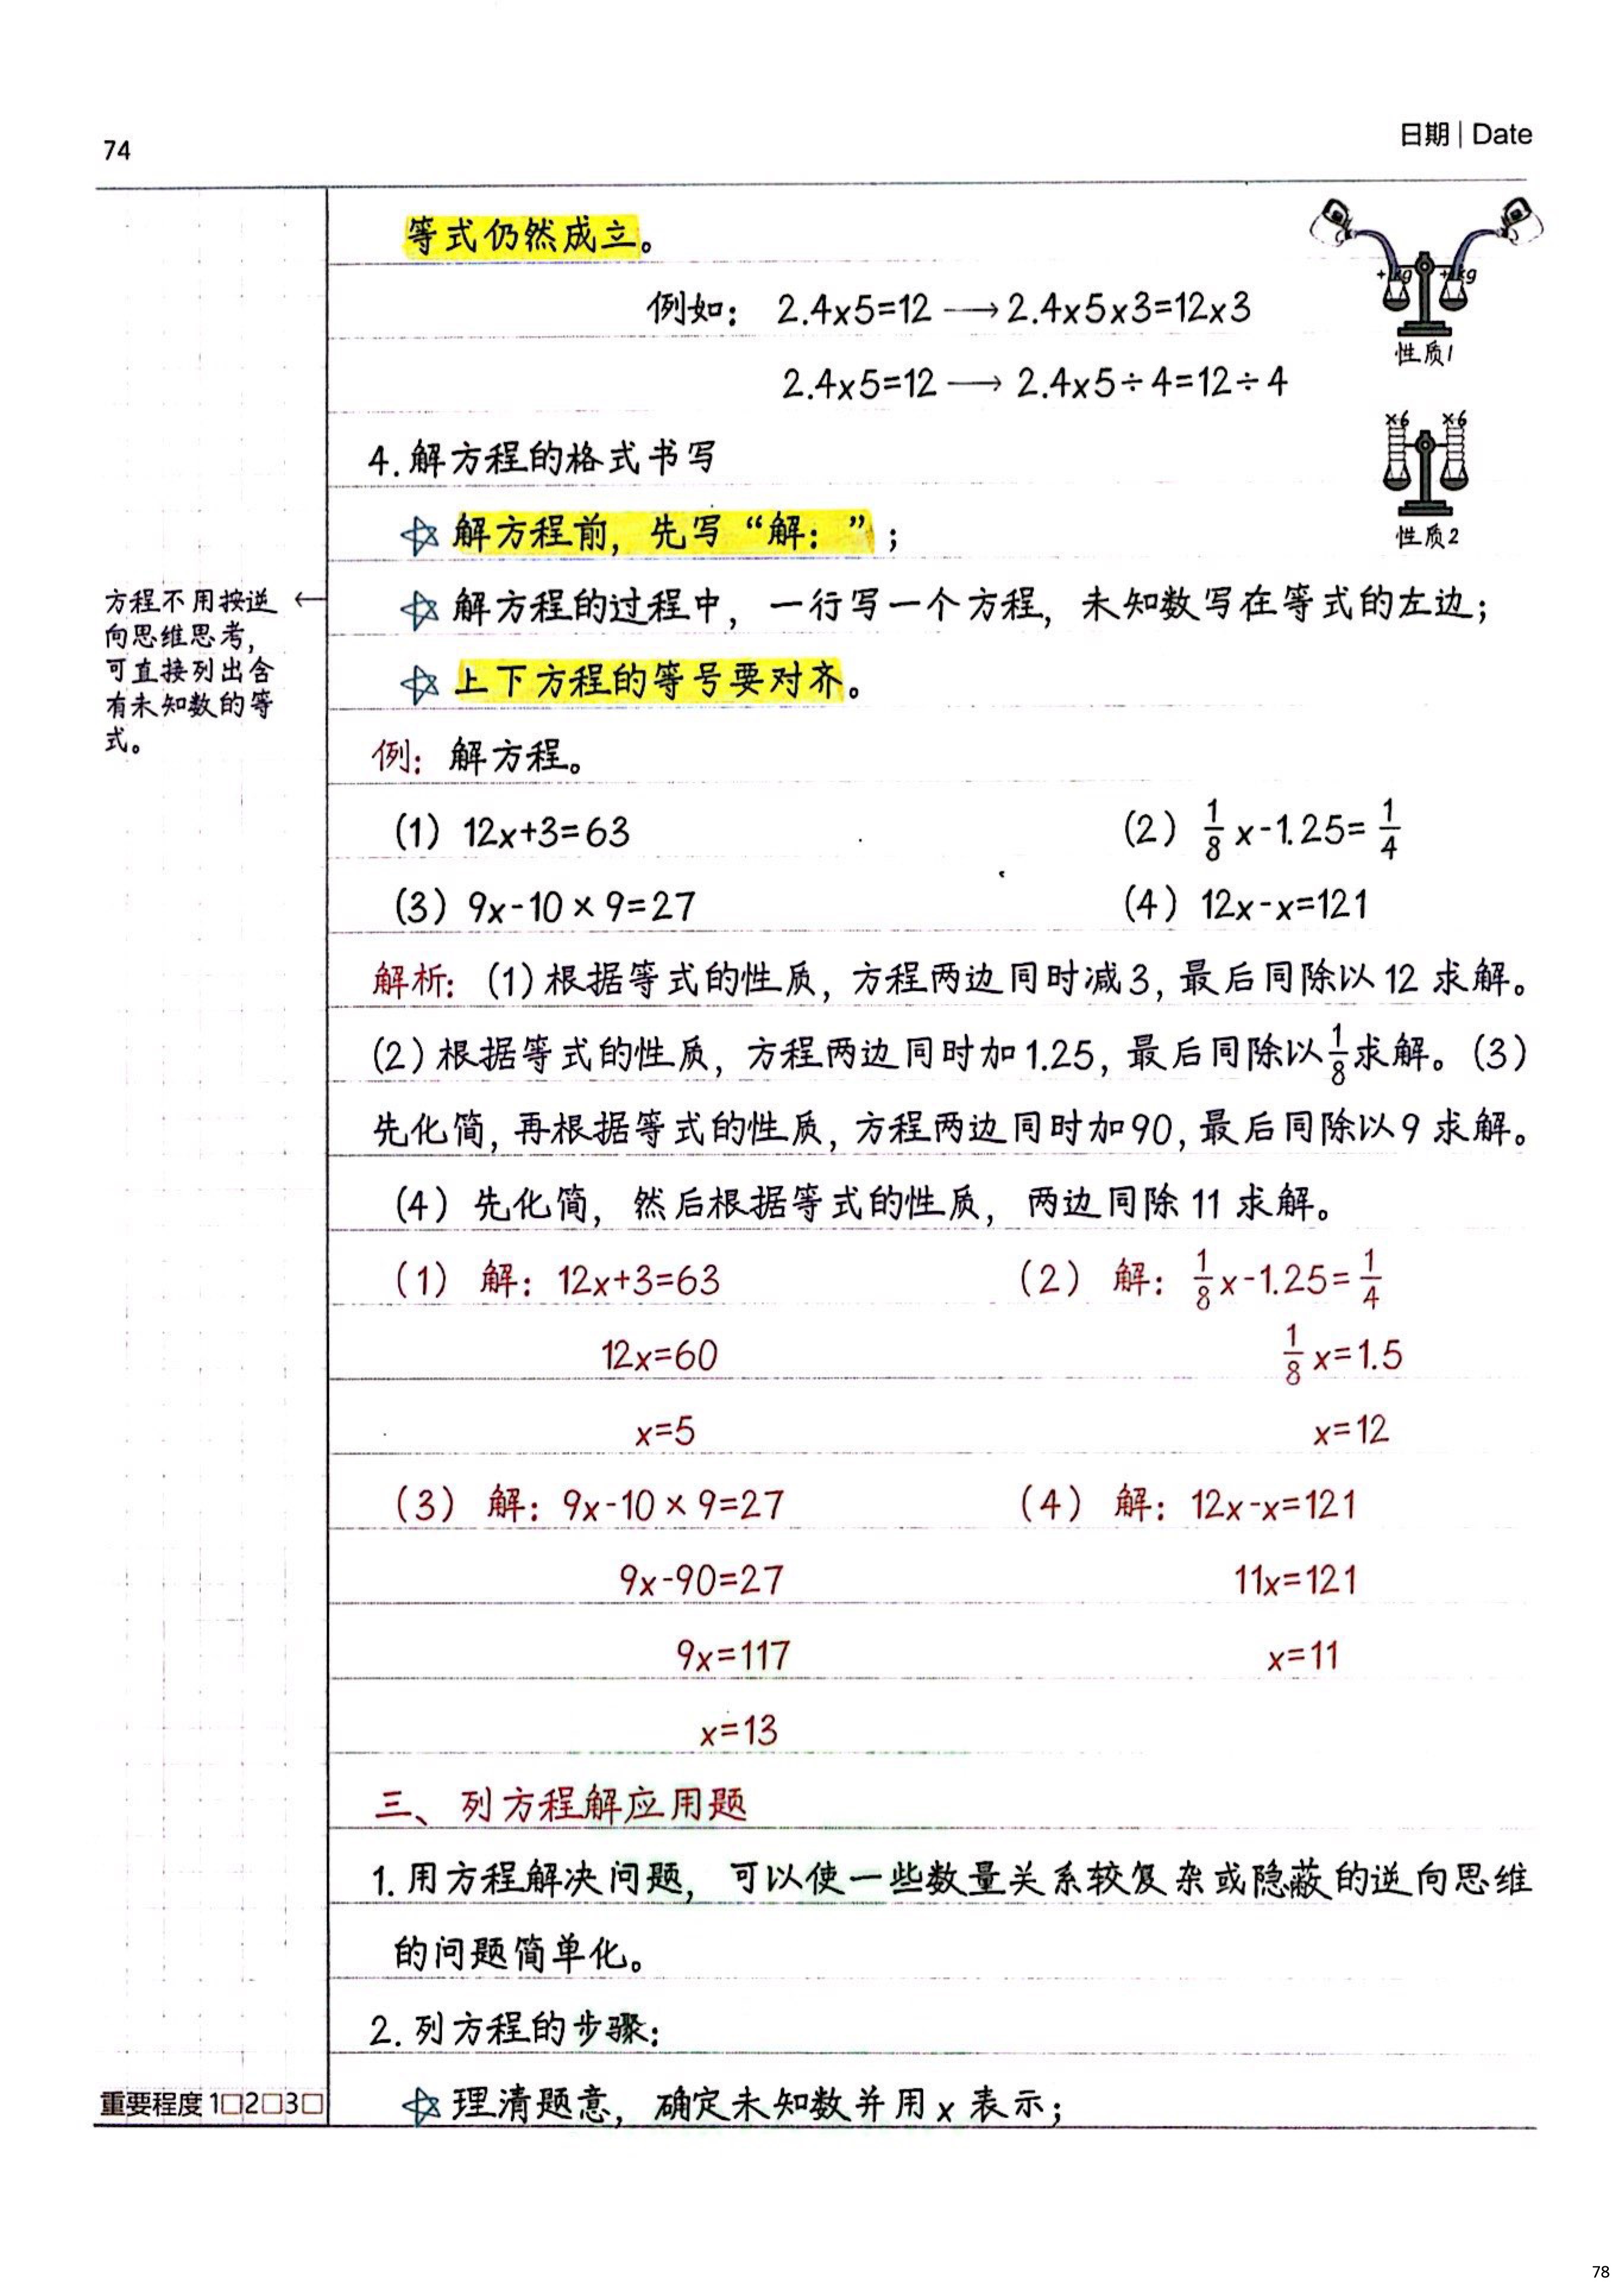 74
日期 | Date
等式仍然成立。
例如： 2.4x5=12 ⟶ 2.4x5x3=12x3
2.4x5=12 ⟶ 2.4x5÷4=12÷4
性质1
×6 ×6
性质2
4.解方程的格式书写
☆ 解方程前，先写“解：”；
☆ 解方程的过程中，一行写一个方程，未知数写在等式的左边；
☆ 上下方程的等号要对齐。
方程不用按逆 ←
向思维思考，
可直接列出含
有未知数的等
式。
例：解方程。
(1) 12x+3=63 (2) 1/8 x-1.25= 1/4
(3) 9x-10×9=27 (4) 12x-x=121
解析：(1)根据等式的性质，方程两边同时减3，最后同除以12 求解。
(2)根据等式的性质，方程两边同时加1.25，最后同除以1/8求解。(3)
先化简，再根据等式的性质，方程两边同时加90，最后同除以9 求解。
(4) 先化简，然后根据等式的性质，两边同除 11 求解。
(1) 解：12x+3=63 (2) 解：1/8 x-1.25= 1/4
12x=60 1/8 x=1.5
x=5 x=12
(3) 解：9x-10×9=27 (4) 解：12x-x=121
9x-90=27 11x=121
9x=117 x=11
x=13
三、列方程解应用题
1. 用方程解决问题，可以使一些数量关系较复杂或隐蔽的逆向思维
的问题简单化。
2. 列方程的步骤：
☆ 理清题意，确定未知数并用 x 表示；
重要程度 1□2□3□
78